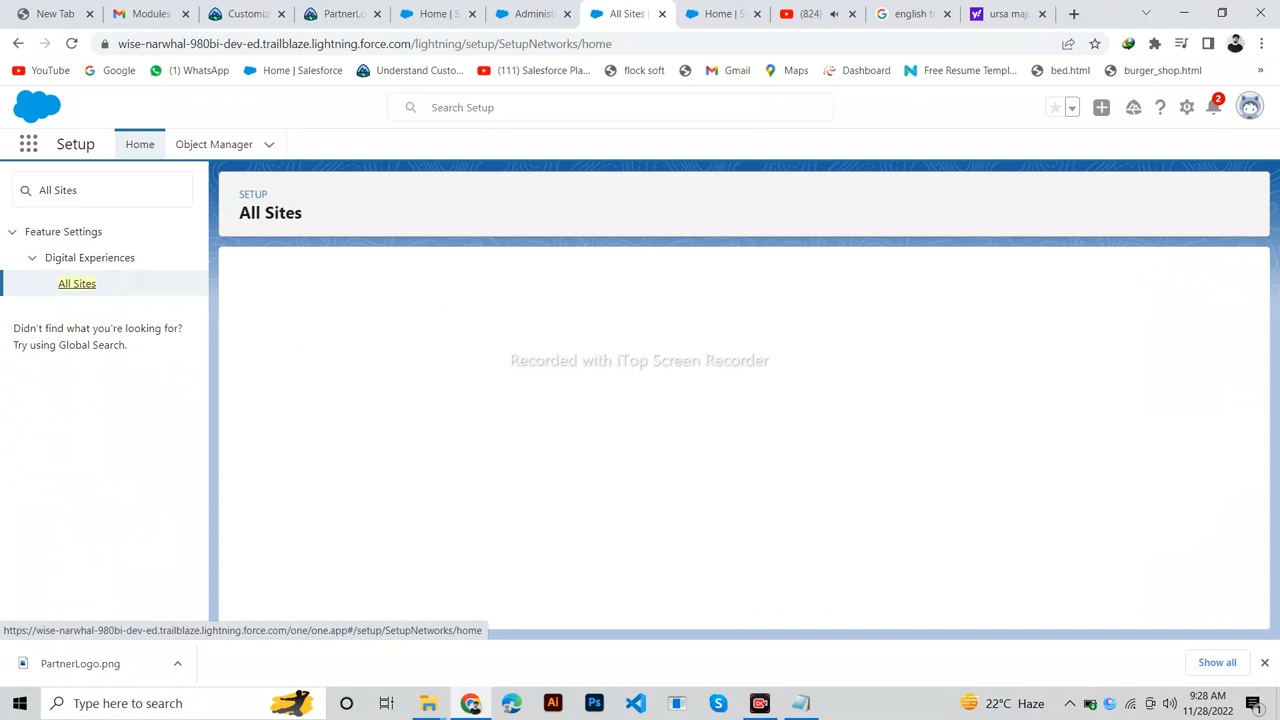 New Tab
Modules
Customiz
PartnerLo
Home | S
Administ
All Sites |
Home | S
(824)
english to
ursa majo
wise-narwhal-980bi-dev-ed.trailblaze.lightning.force.com/lightning/setup/SetupNetworks/home
YouTube
Google
(1) WhatsApp
Home | Salesforce
Understand Custo...
(111) Salesforce Pla...
flock soft
Gmail
Maps
Dashboard
Free Resume Templ...
bed.html
burger_shop.html
»
Search Setup
2
Setup
Home
Object Manager
All Sites
SETUP
All Sites
Feature Settings
Digital Experiences
All Sites
Didn't find what you're looking for?
Try using Global Search.
Recorded with iTop Screen Recorder
https://wise-narwhal-980bi-dev-ed.trailblaze.lightning.force.com/one/one.app#/setup/SetupNetworks/home
PartnerLogo.png
Show all
Type here to search
Ai
Ps
22°C Haze
9:28 AM
11/28/2022
1